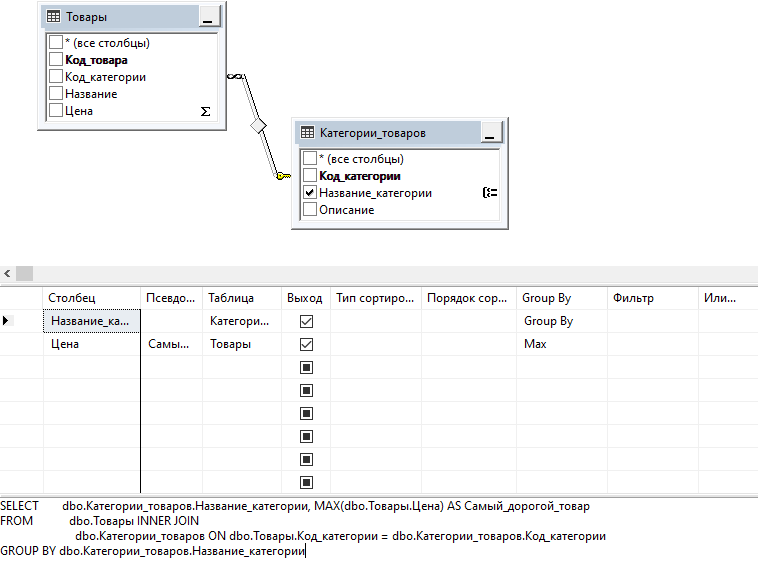 Товары
* (все столбцы)
Код_товара
Код_категории
Название
Цена
Категории_товаров
* (все столбцы)
Код_категории
Название_категории
Описание
Столбец Псевдо... Таблица Выход Тип сортиро... Порядок сор... Group By Фильтр Или...
Название_ка... Категори... Group By
Цена Самы... Товары Max
SELECT dbo.Категории_товаров.Название_категории, MAX(dbo.Товары.Цена) AS Самый_дорогой_товар
FROM dbo.Товары INNER JOIN
dbo.Категории_товаров ON dbo.Товары.Код_категории = dbo.Категории_товаров.Код_категории
GROUP BY dbo.Категории_товаров.Название_категории